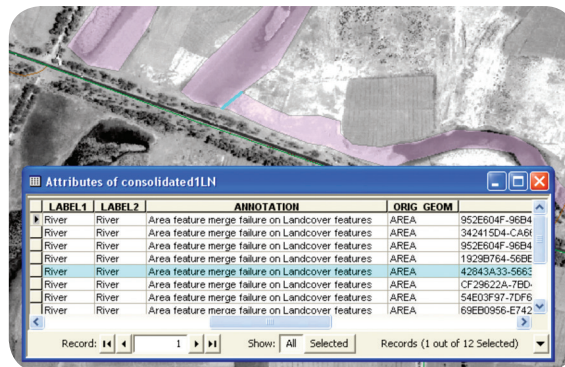 Attributes of consolidated1LN
LABEL1 LABEL2 ANNOTATION ORIG_GEOM
River River Area feature merge failure on Landcover features AREA 952E604F-96B4
River River Area feature merge failure on Landcover features AREA 342415D4-CA66
River River Area feature merge failure on Landcover features AREA 952E604F-96B4
River River Area feature merge failure on Landcover features AREA 1929B764-56BE
River River Area feature merge failure on Landcover features AREA 42843A33-5663
River River Area feature merge failure on Landcover features AREA CF29622A-7BD-
River River Area feature merge failure on Landcover features AREA 54E03F97-7DF6
River River Area feature merge failure on Landcover features AREA 69EB0956-E742
Record: 1 Show: All Selected Records (1 out of 12 Selected)